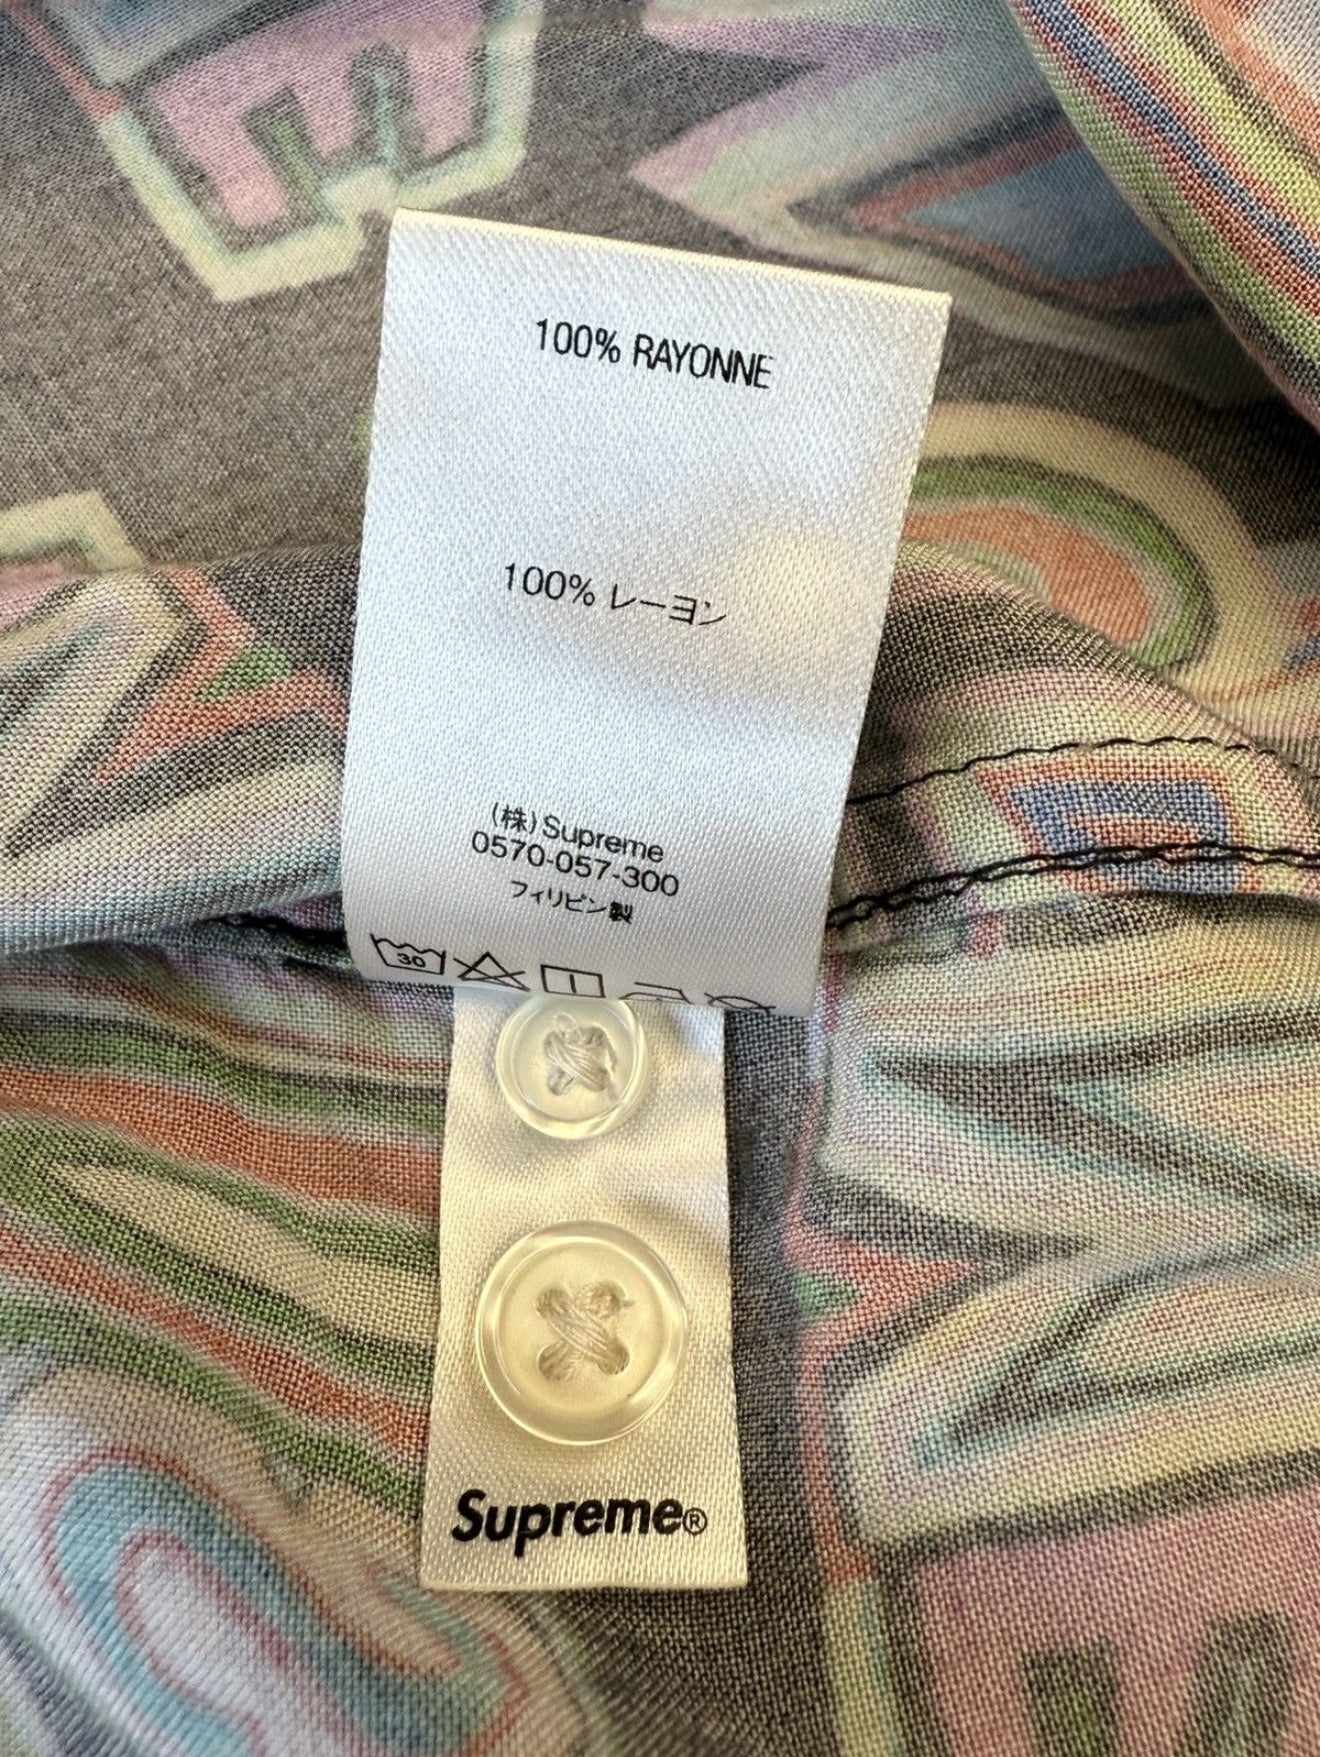 100% RAYONNE
100% レーヨン
(株)Supreme
0570-057-300
フィリピン製
30
Supreme®